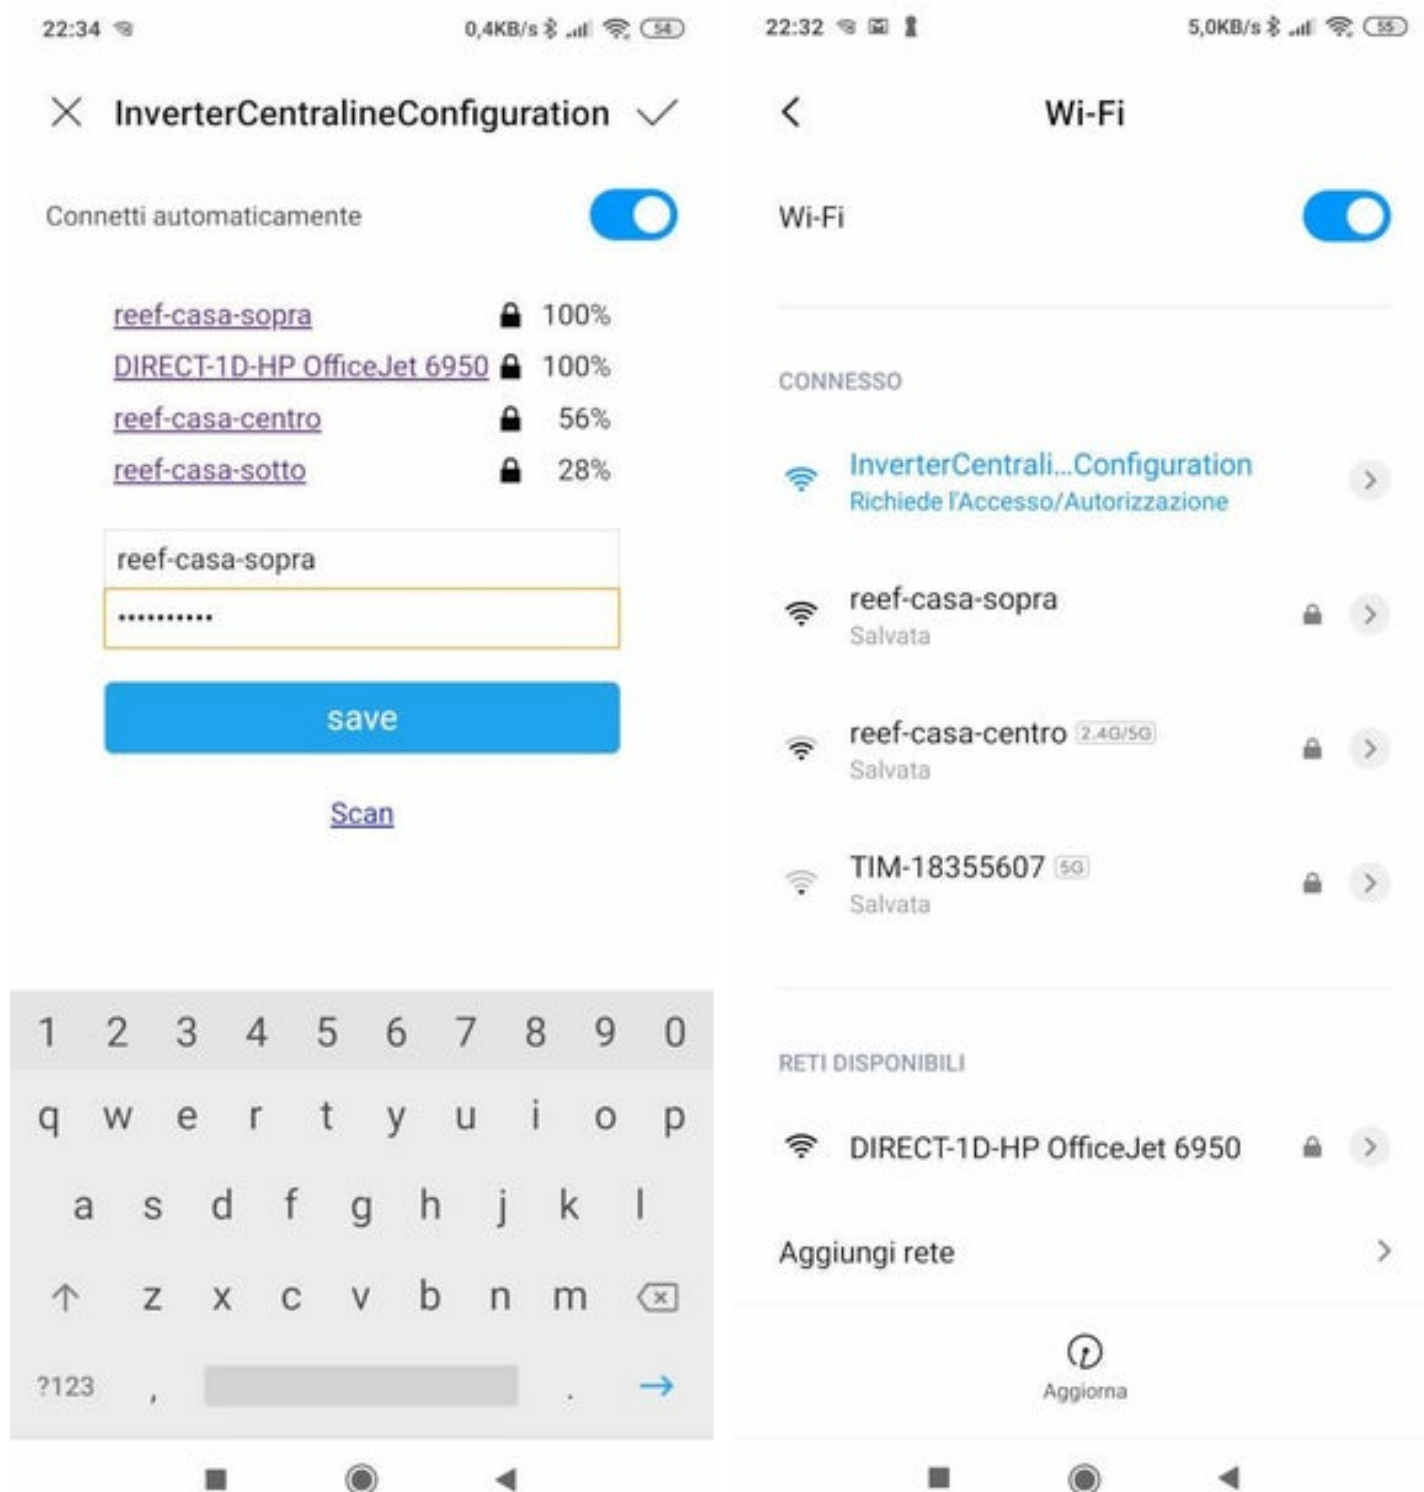 22:34 0,4KB/s 54
InverterCentralineConfiguration
Connetti automaticamente
reef-casa-sopra 100%
DIRECT-1D-HP OfficeJet 6950 100%
reef-casa-centro 56%
reef-casa-sotto 28%
reef-casa-sopra
••••••••••
save
Scan
1 2 3 4 5 6 7 8 9 0
q w e r t y u i o p
a s d f g h j k l
z x c v b n m
?123 , .
22:32 5,0KB/s 55
Wi-Fi
Wi-Fi
CONNESSO
InverterCentrali...Configuration
Richiede l'Accesso/Autorizzazione
reef-casa-sopra
Salvata
reef-casa-centro 2.4G/5G
Salvata
TIM-18355607 5G
Salvata
RETI DISPONIBILI
DIRECT-1D-HP OfficeJet 6950
Aggiungi rete
Aggiorna